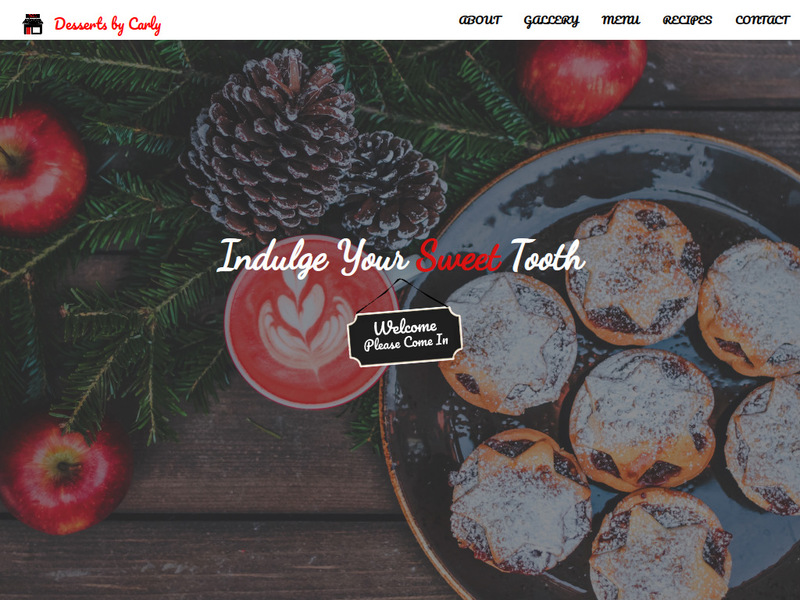 Desserts by Carly
ABOUT
GALLERY
MENU
RECIPES
CONTACT
Indulge Your Sweet Tooth
Welcome
Please Come In